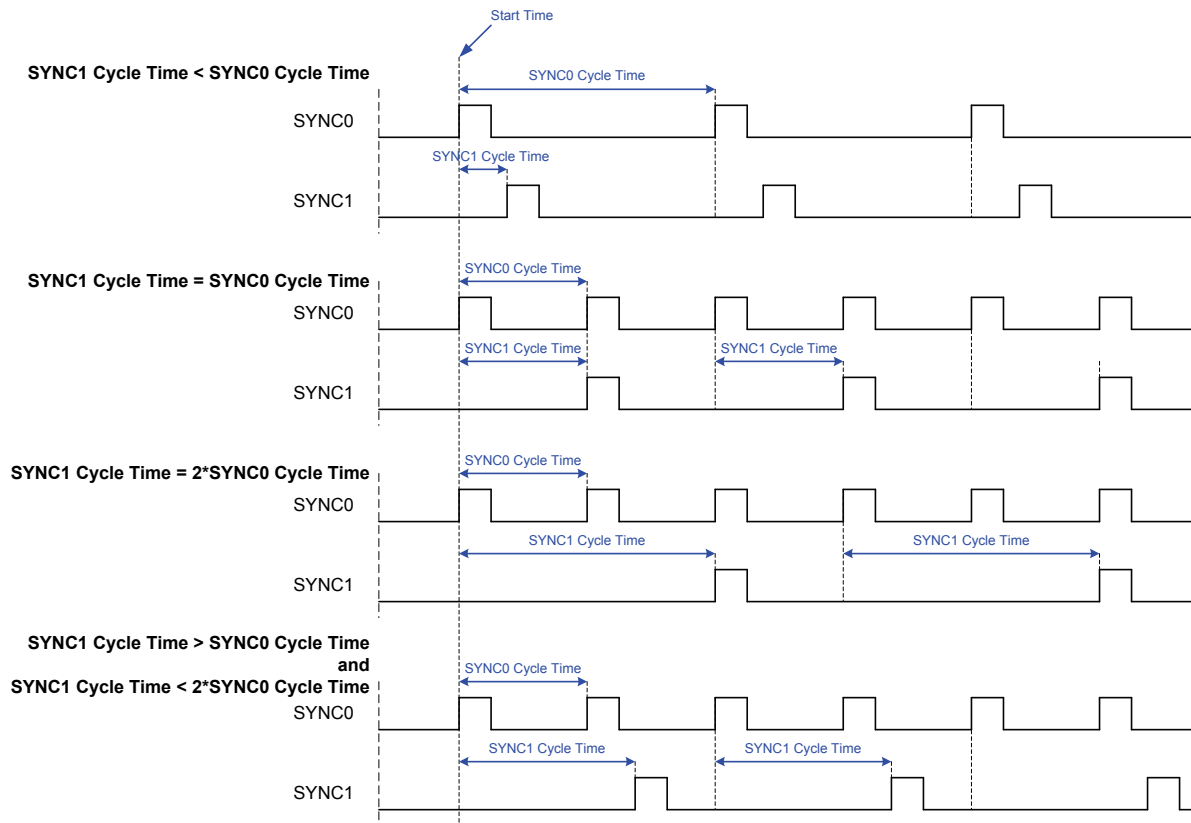 Start Time
SYNC1 Cycle Time < SYNC0 Cycle Time
SYNC0 Cycle Time
SYNC0
SYNC1 Cycle Time
SYNC1
SYNC1 Cycle Time = SYNC0 Cycle Time
SYNC0 Cycle Time
SYNC0
SYNC1 Cycle Time
SYNC1 Cycle Time
SYNC1
SYNC1 Cycle Time = 2*SYNC0 Cycle Time
SYNC0 Cycle Time
SYNC0
SYNC1 Cycle Time
SYNC1 Cycle Time
SYNC1
SYNC1 Cycle Time > SYNC0 Cycle Time
and
SYNC1 Cycle Time < 2*SYNC0 Cycle Time
SYNC0 Cycle Time
SYNC0
SYNC1 Cycle Time
SYNC1 Cycle Time
SYNC1